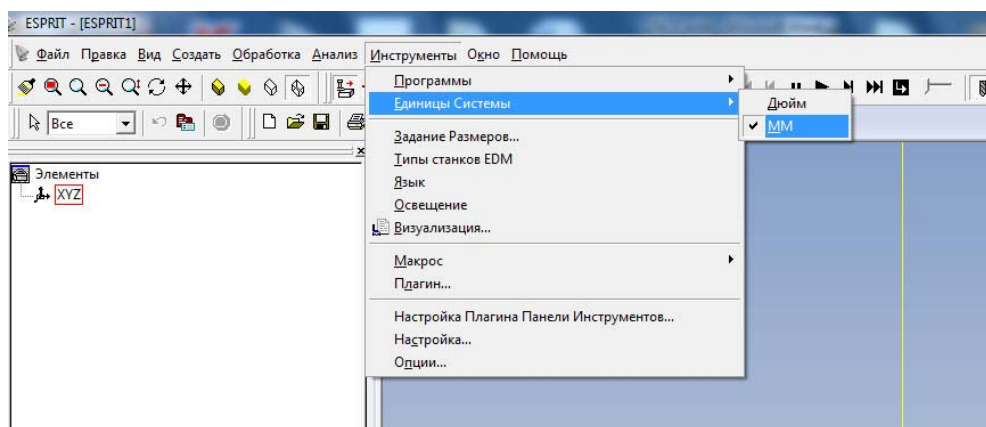 ESPRIT - [ESPRIT1]
Файл Правка Вид Создать Обработка Анализ Инструменты Окно Помощь
Программы
Единицы Системы
Дюйм
ММ
Все
Задание Размеров...
Типы станков EDM
Язык
Освещение
Визуализация...
Элементы
XYZ
Макрос
Плагин...
Настройка Плагина Панели Инструментов...
Настройка...
Опции...